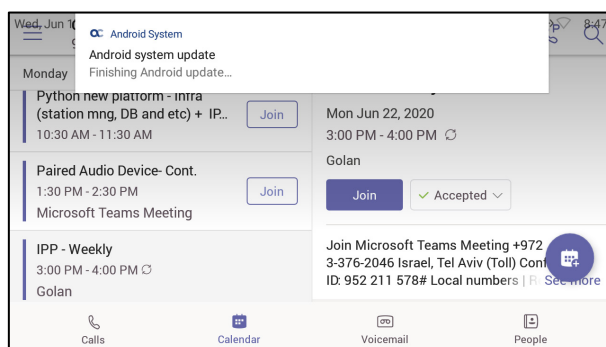 Wed, Jun 1
8:47
Android System
Android system update
Finishing Android update...
Monday
Python new platform - Infra
(station mng, DB and etc) + IP...
10:30 AM - 11:30 AM
Join
Paired Audio Device- Cont.
1:30 PM - 2:30 PM
Microsoft Teams Meeting
Join
IPP - Weekly
3:00 PM - 4:00 PM
Golan
Mon Jun 22, 2020
3:00 PM - 4:00 PM
Golan
Join
Accepted
Join Microsoft Teams Meeting +972
3-376-2046 Israel, Tel Aviv (Toll) Conf
ID: 952 211 578# Local numbers | R See more
Calls
Calendar
Voicemail
People